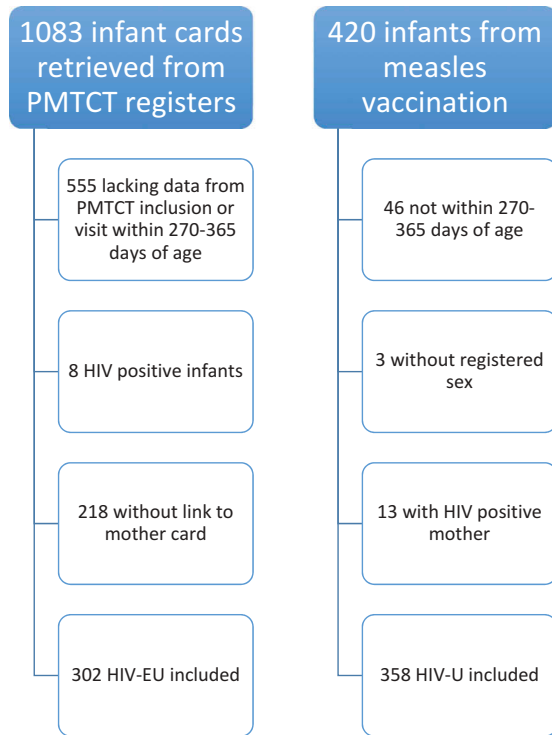 1083 infant cards
retrieved from
PMTCT registers
555 lacking data from
PMTCT inclusion or
visit within 270-365
days of age
8 HIV positive infants
218 without link to
mother card
302 HIV-EU included
420 infants from
measles
vaccination
46 not within 270-
365 days of age
3 without registered
sex
13 with HIV positive
mother
358 HIV-U included